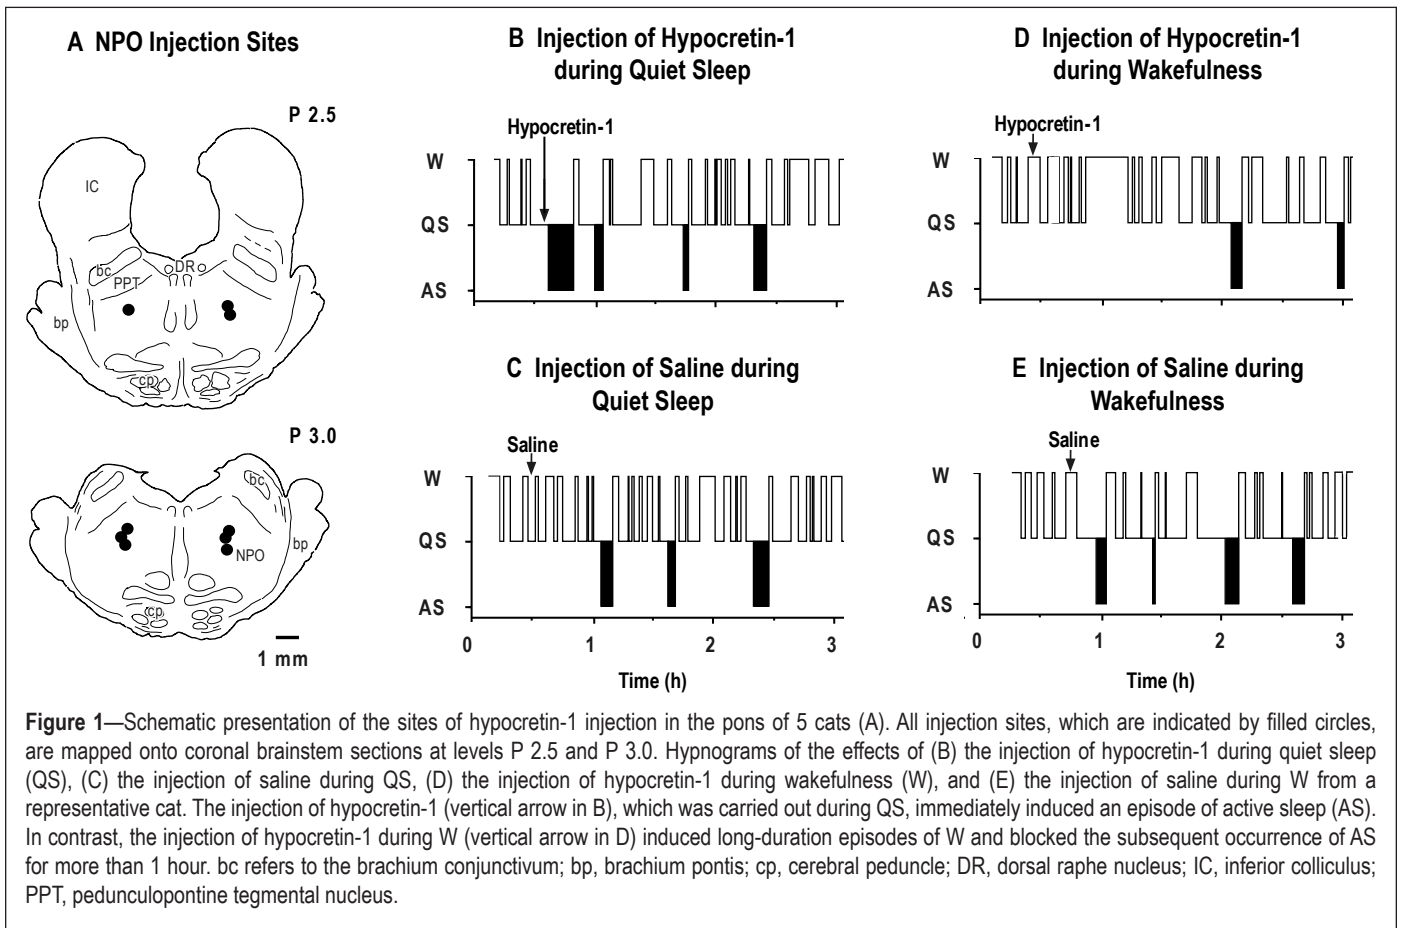 A NPO Injection Sites
P 2.5
IC
bc
DR
PPT
bp
cp
P 3.0
bc
bp
NPO
cp
1 mm
B Injection of Hypocretin-1
during Quiet Sleep
Hypocretin-1
W
QS
AS
C Injection of Saline during
Quiet Sleep
Saline
W
QS
AS
0 1 2 3
Time (h)
D Injection of Hypocretin-1
during Wakefulness
Hypocretin-1
W
QS
AS
E Injection of Saline during
Wakefulness
Saline
W
QS
AS
0 1 2 3
Time (h)
Figure 1—Schematic presentation of the sites of hypocretin-1 injection in the pons of 5 cats (A). All injection sites, which are indicated by filled circles,
are mapped onto coronal brainstem sections at levels P 2.5 and P 3.0. Hypnograms of the effects of (B) the injection of hypocretin-1 during quiet sleep
(QS), (C) the injection of saline during QS, (D) the injection of hypocretin-1 during wakefulness (W), and (E) the injection of saline during W from a
representative cat. The injection of hypocretin-1 (vertical arrow in B), which was carried out during QS, immediately induced an episode of active sleep (AS).
In contrast, the injection of hypocretin-1 during W (vertical arrow in D) induced long-duration episodes of W and blocked the subsequent occurrence of AS
for more than 1 hour. bc refers to the brachium conjunctivum; bp, brachium pontis; cp, cerebral peduncle; DR, dorsal raphe nucleus; IC, inferior colliculus;
PPT, pedunculopontine tegmental nucleus.